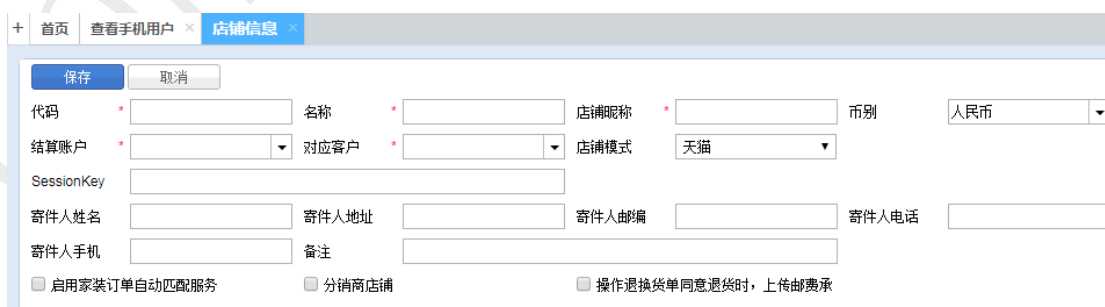 + 首页 查看手机用户 × 店铺信息 ×
保存 取消
代码 * 名称 * 店铺昵称 * 币别 人民币
结算账户 * 对应客户 * 店铺模式 天猫
SessionKey
寄件人姓名 寄件人地址 寄件人邮编 寄件人电话
寄件人手机 备注
启用家装订单自动匹配服务 分销商店铺 操作退换货单同意退货时，上传邮费承